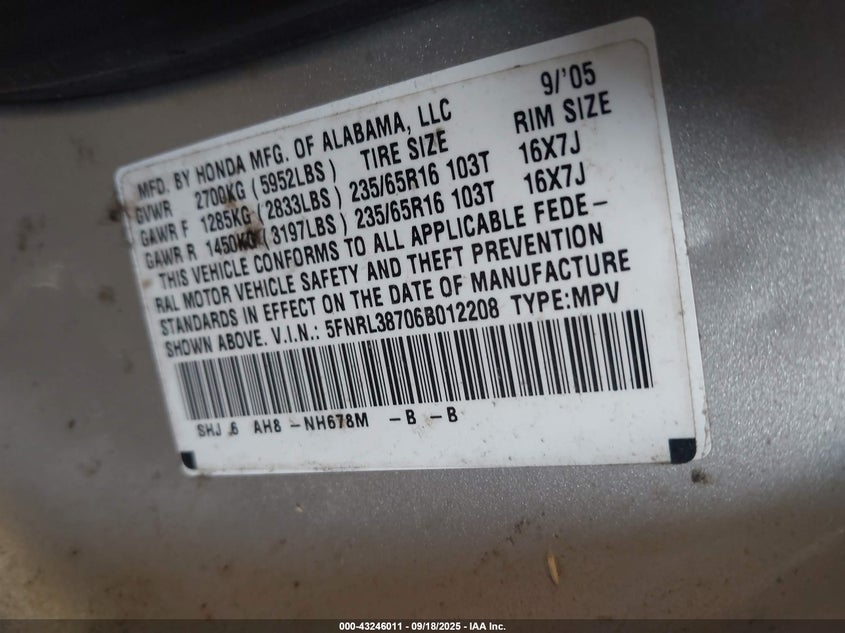 MFD. BY HONDA MFG. OF ALABAMA, LLC 9/'05
GVWR 2700KG (5952LBS) TIRE SIZE RIM SIZE
GAWR F 1285KG (2833LBS) 235/65R16 103T 16X7J
GAWR R 1450KG (3197LBS) 235/65R16 103T 16X7J
THIS VEHICLE CONFORMS TO ALL APPLICABLE FEDE-
RAL MOTOR VEHICLE SAFETY AND THEFT PREVENTION
STANDARDS IN EFFECT ON THE DATE OF MANUFACTURE
SHOWN ABOVE. V.I.N.: 5FNRL38706B012208 TYPE:MPV
SHJ 6 AH8 -NH678M -B -B
000-43246011 - 09/18/2025 - IAA Inc.